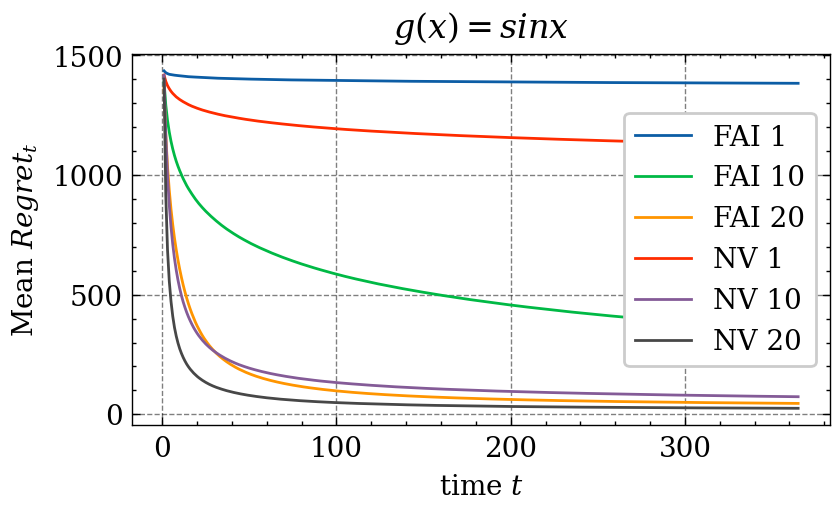 g(x) = sinx
1500
1000
500
0
Mean Regret_t
0 100 200 300
time t
FAI 1
FAI 10
FAI 20
NV 1
NV 10
NV 20